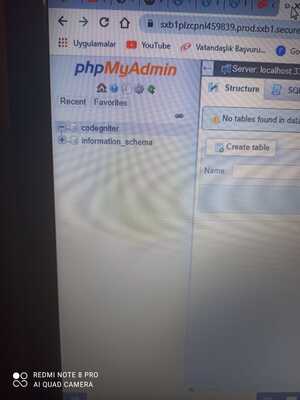 sxb1plzcpnl459839.prod.sxb1.secure
Uygulamalar
YouTube
Vatandaşlık Başvuru...
phpMyAdmin
Server: localhost:3
Recent Favorites
Structure
SQL
codegniter
information_schema
No tables found in data
Create table
Name:
REDMI NOTE 8 PRO
AI QUAD CAMERA